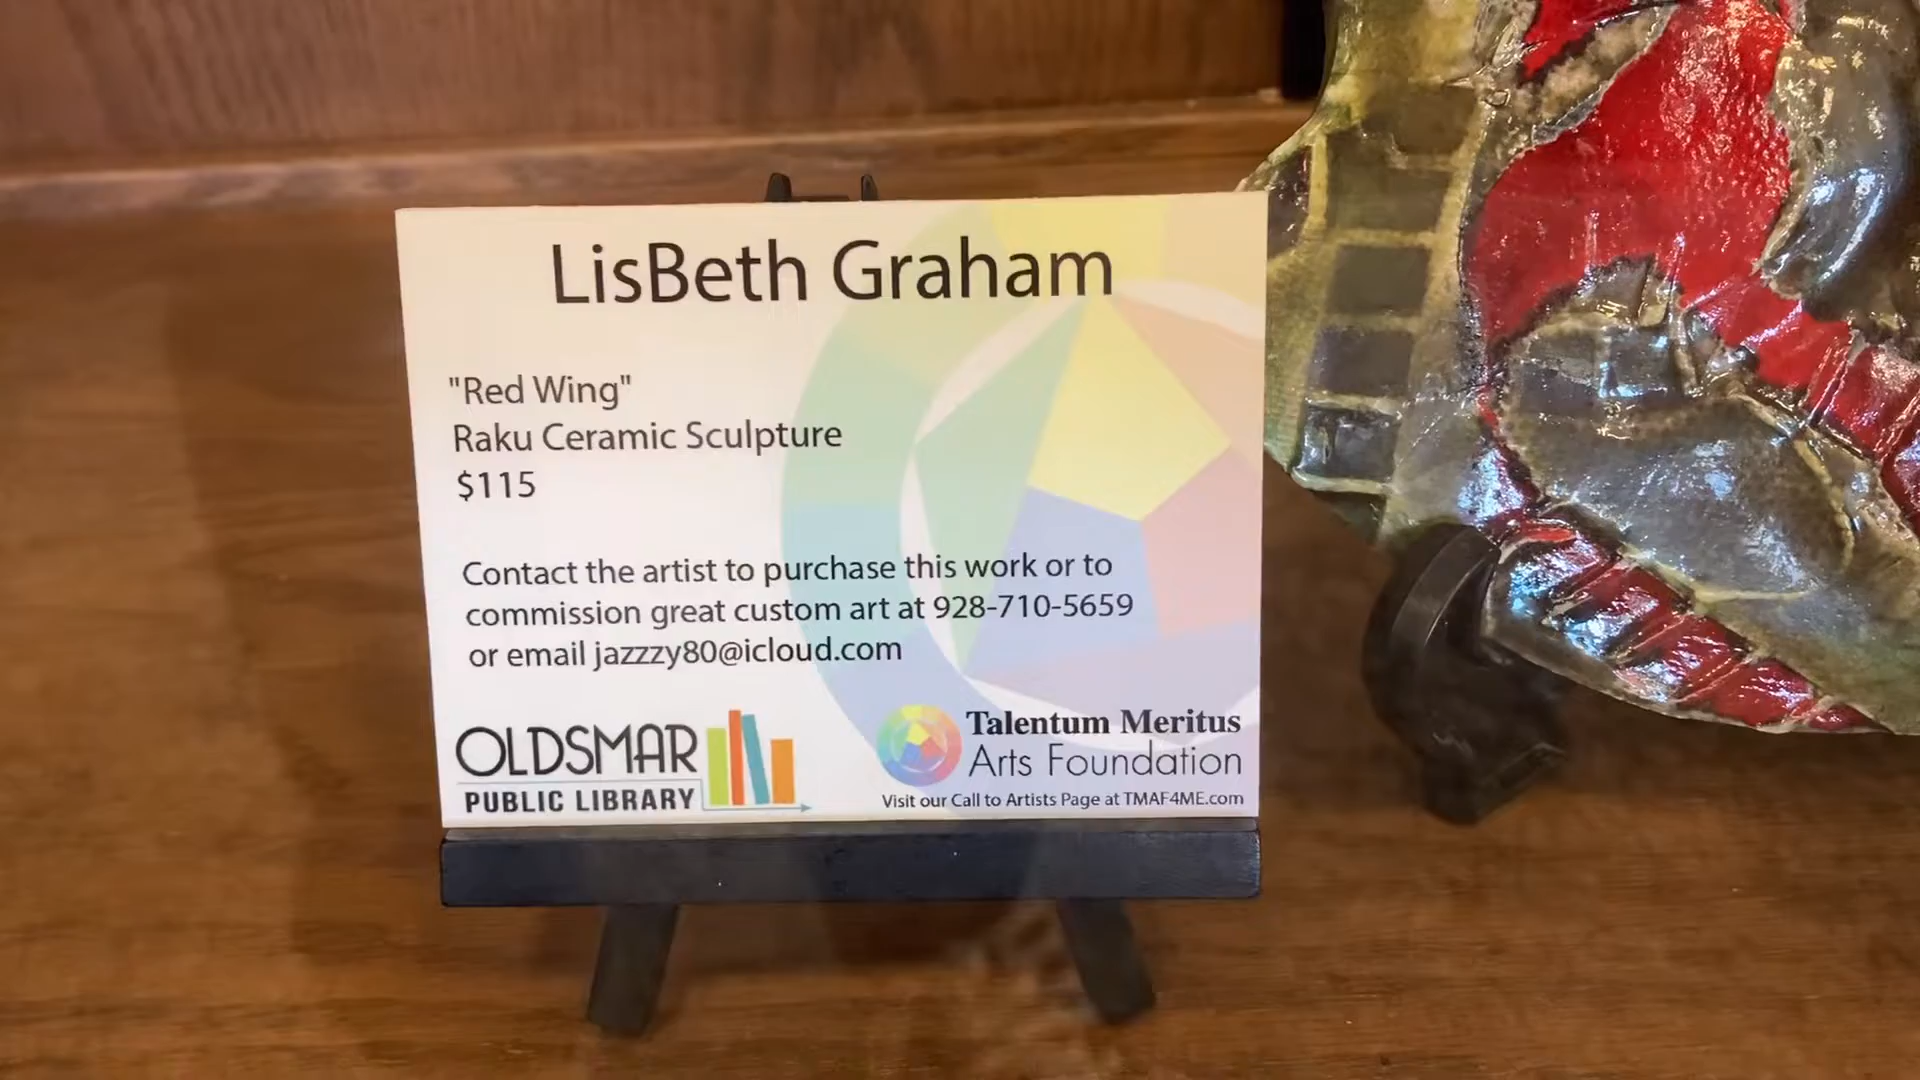 LisBeth Graham
"Red Wing"
Raku Ceramic Sculpture
$115
Contact the artist to purchase this work or to
commission great custom art at 928-710-5659
or email jazzzy80@icloud.com
OLDSMAR
PUBLIC LIBRARY
Talentum Meritus
Arts Foundation
Visit our Call to Artists Page at TMAF4ME.com